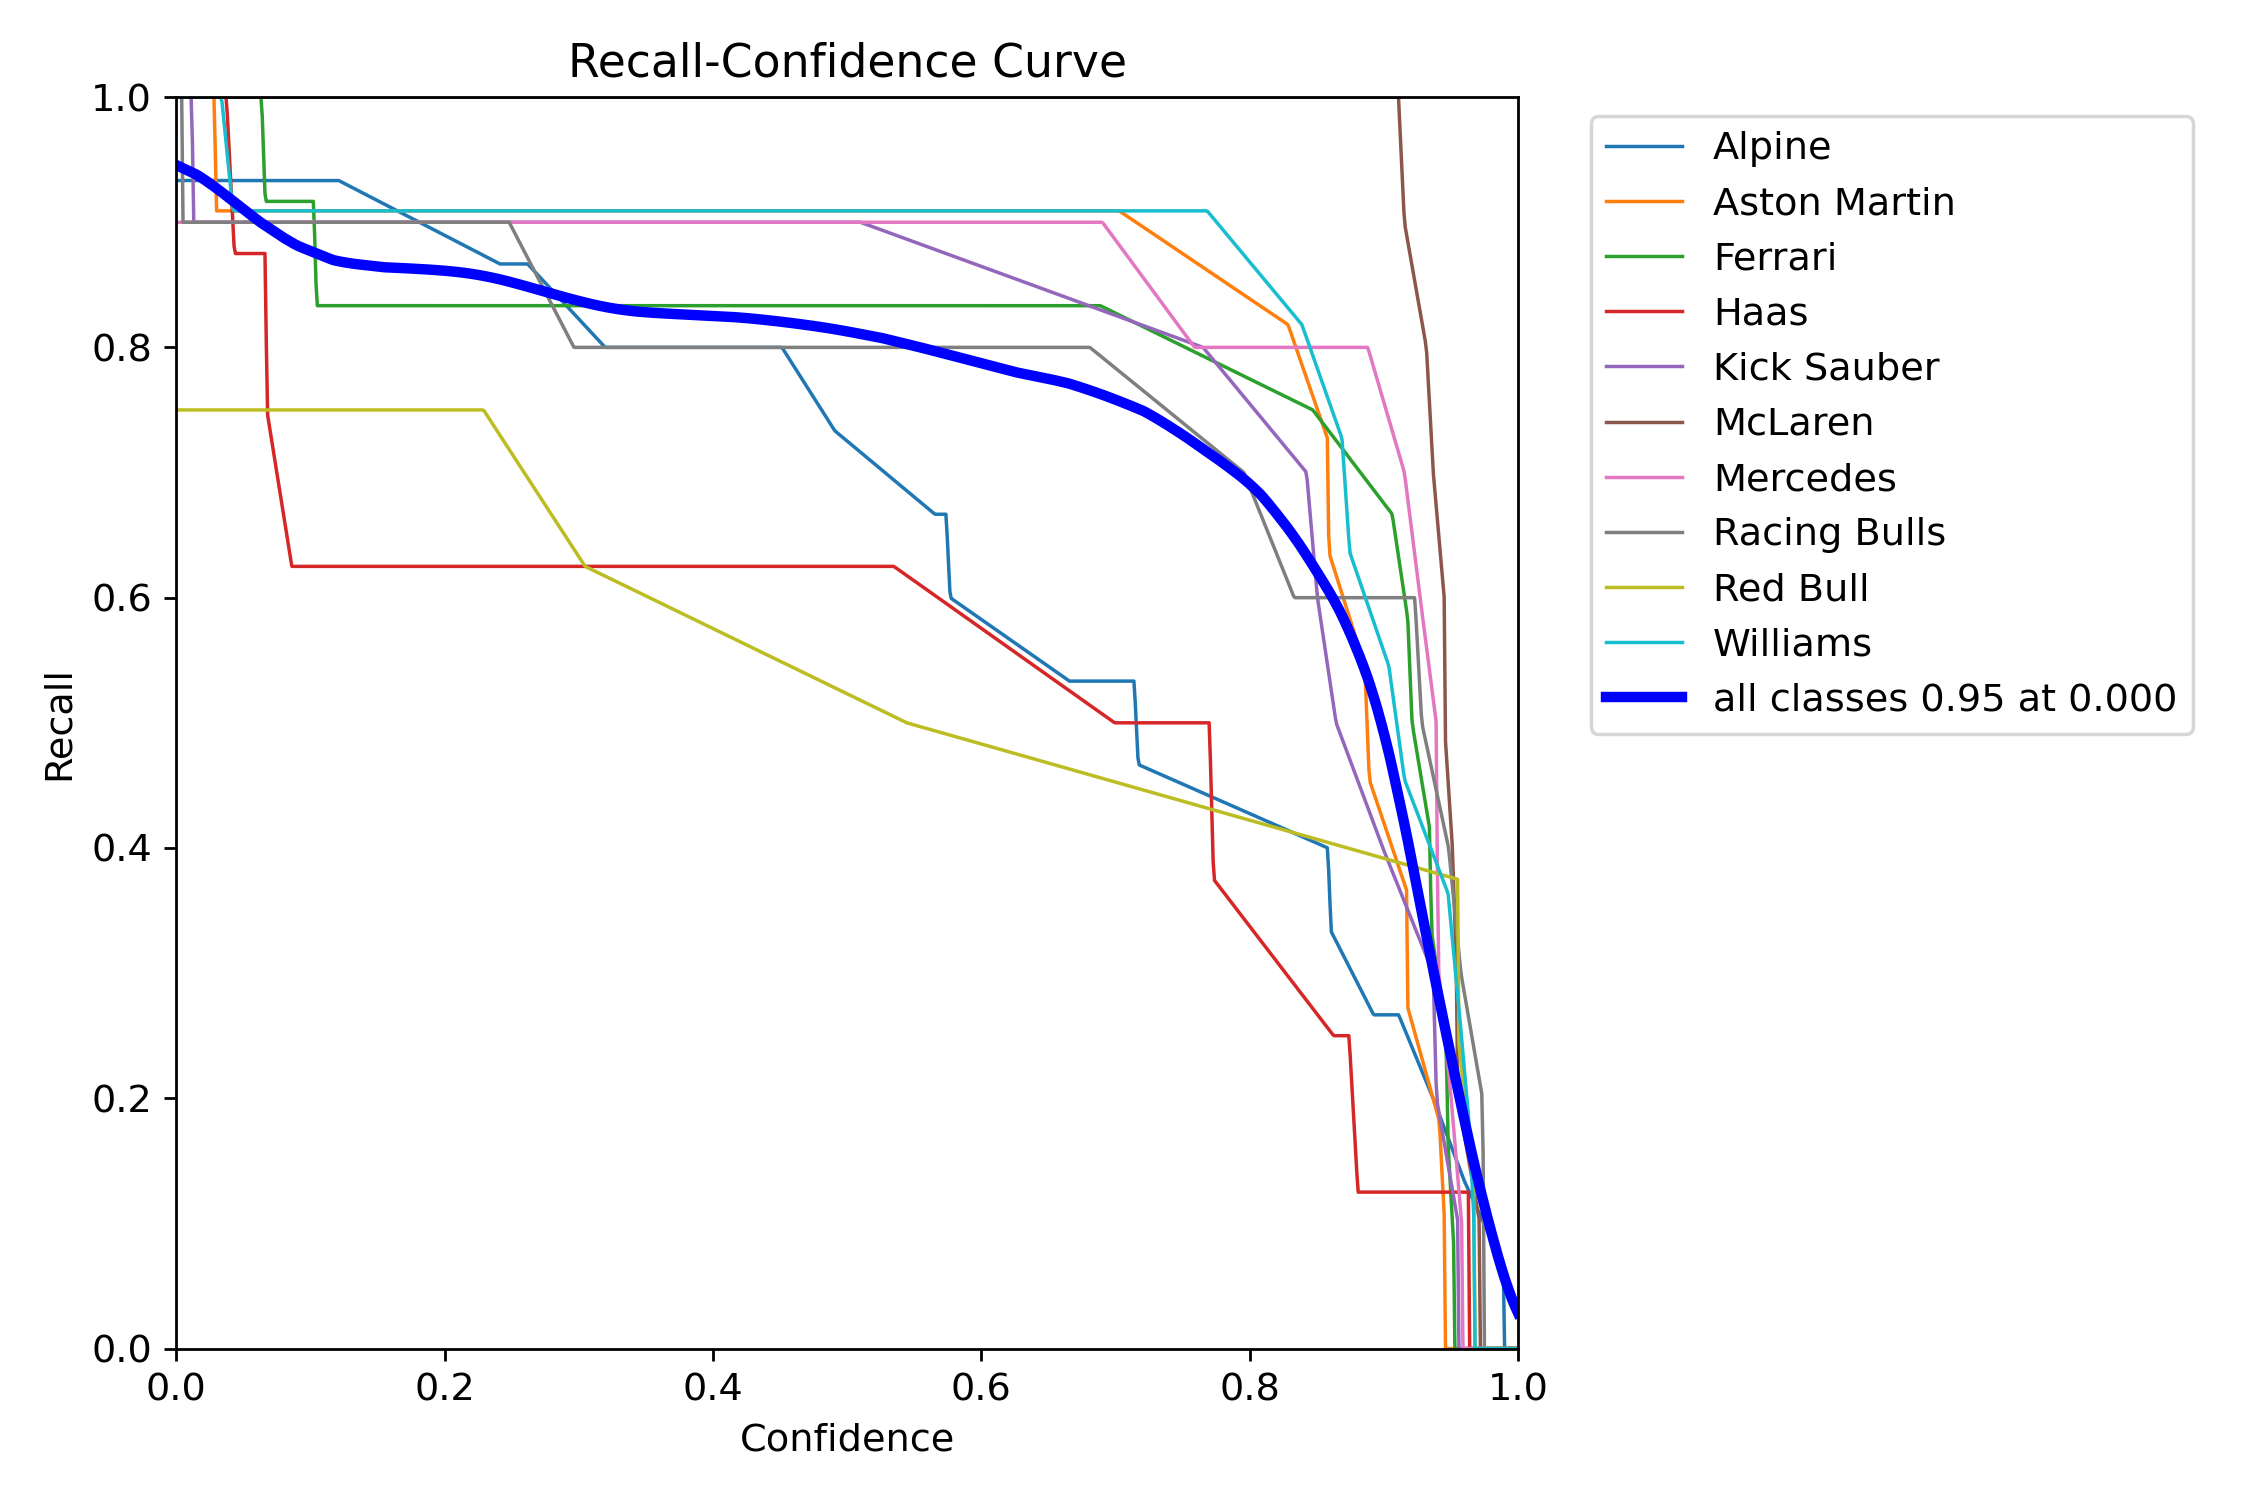 Recall-Confidence Curve
1.0
0.8
0.6
0.4
0.2
0.0
Recall
0.0 0.2 0.4 0.6 0.8 1.0
Confidence
Alpine
Aston Martin
Ferrari
Haas
Kick Sauber
McLaren
Mercedes
Racing Bulls
Red Bull
Williams
all classes 0.95 at 0.000